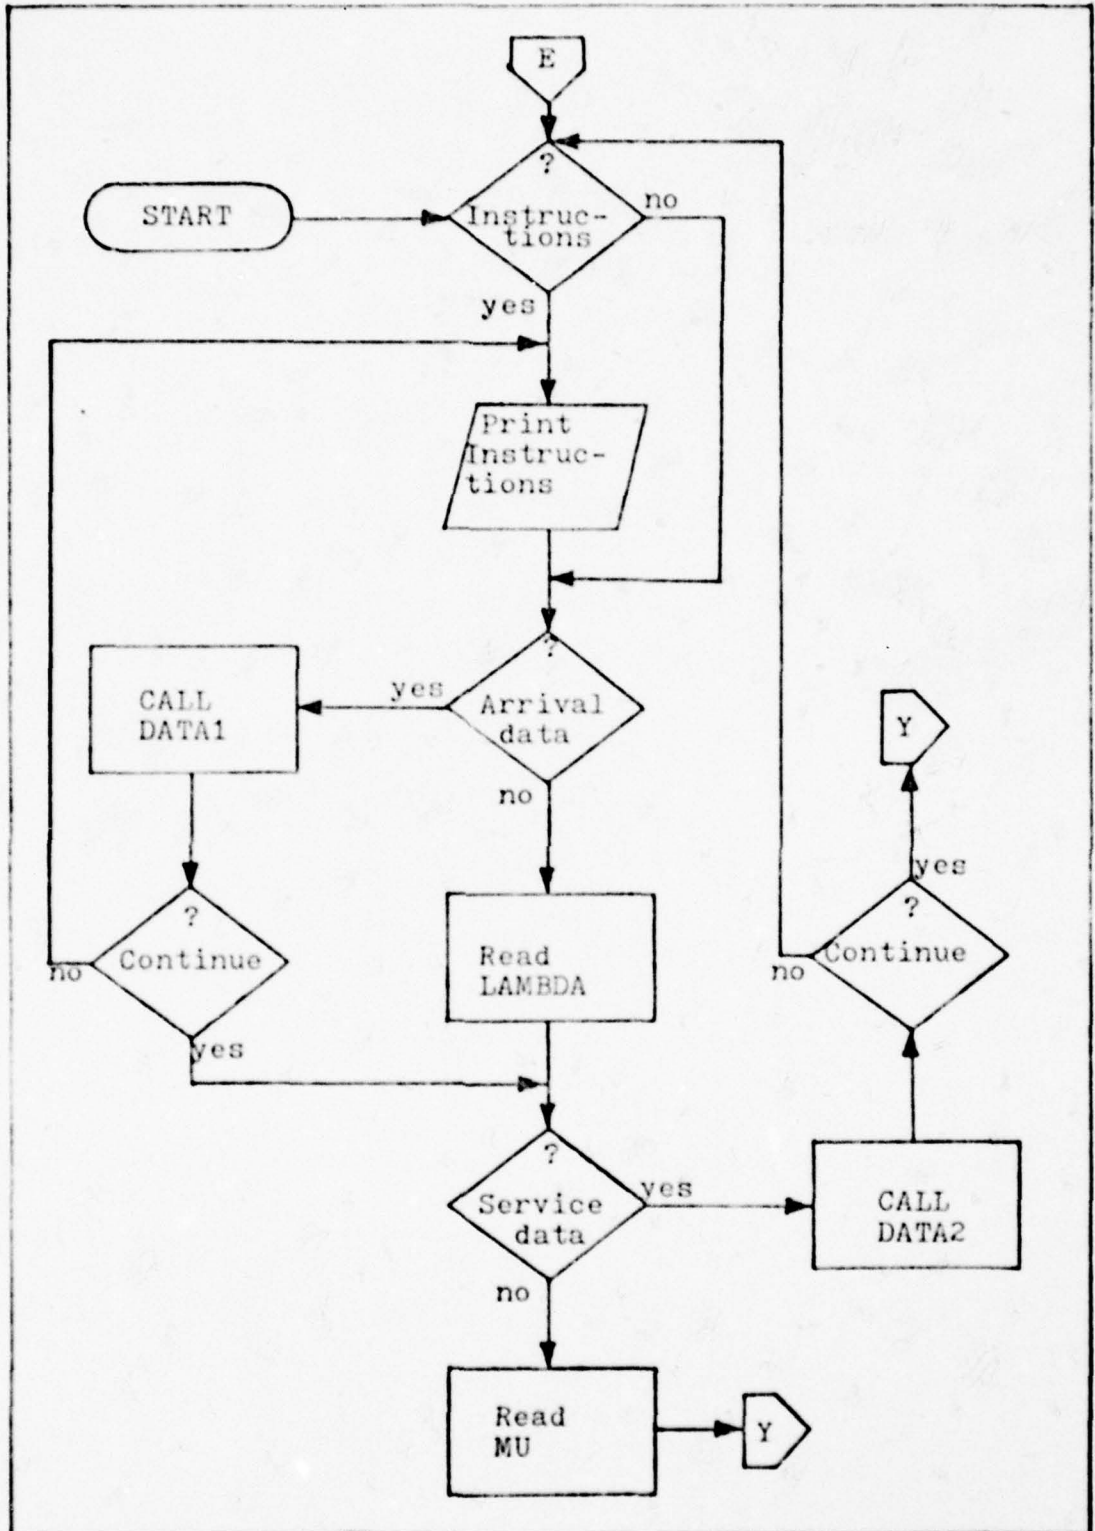 E
?
Instruc-
tions
no
START
yes
Print
Instruc-
tions
?
Arrival
data
yes
no
CALL
DATA1
Y
yes
?
Continue
no
?
Continue
no
yes
Read
LAMBDA
?
Service
data
yes
no
CALL
DATA2
Read
MU
Y